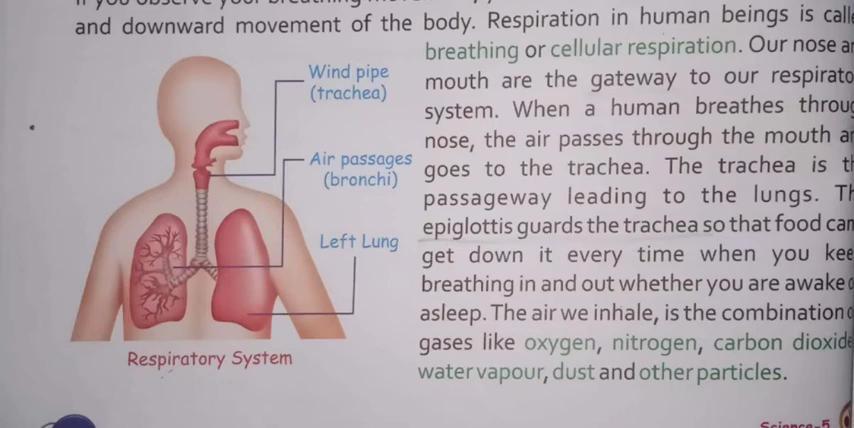 and downward movement of the body. Respiration in human beings is
breathing or cellular respiration. Our nose
mouth are the gateway to our
system. When a human breathes
nose, the air passes through the mouth
goes to the trachea. The trachea is
passageway leading to the lungs.
epiglottis guards the trachea so that food
get down it every time when you
breathing in and out whether you are awake
asleep. The air we inhale, is the combination
gases like oxygen, nitrogen, carbon
water vapour, dust and other particles.
Wind pipe
(trachea)
Air passages
(bronchi)
Left Lung
Respiratory System
Science-5